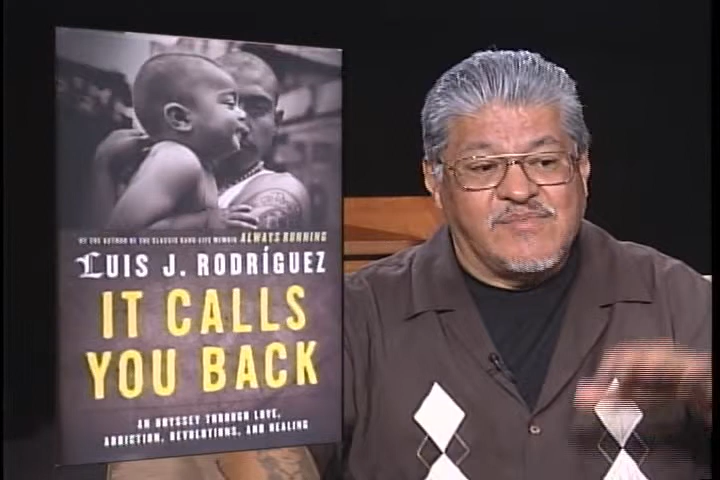 BY THE AUTHOR OF THE CLASSIC GANG-LIFE MEMOIR ALWAYS RUNNING
LUIS J. RODRÍGUEZ
IT CALLS
YOU BACK
AN ODYSSEY THROUGH LOVE,
ADDICTION, REVOLUTIONS, AND HEALING